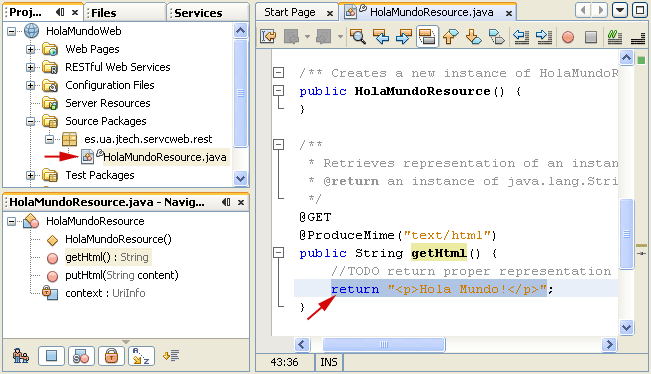 Proj...
Files
Services
HolaMundoWeb
Web Pages
RESTful Web Services
Configuration Files
Server Resources
Source Packages
es.ua.jtech.servcweb.rest
HolaMundoResource.java
Test Packages
HolaMundoResource.java - Navig...
HolaMundoResource
HolaMundoResource()
getHtml() : String
putHtml(String content)
context : UriInfo
Start Page
HolaMundoResource.java
/** Creates a new instance of HolaMundoR
public HolaMundoResource() {
}
/**
* Retrieves representation of an instan
* @return an instance of java.lang.Stri
*/
@GET
@ProduceMime("text/html")
public String getHtml() {
//TODO return proper representation
return "<p>Hola Mundo!</p>";
}
43:36
INS